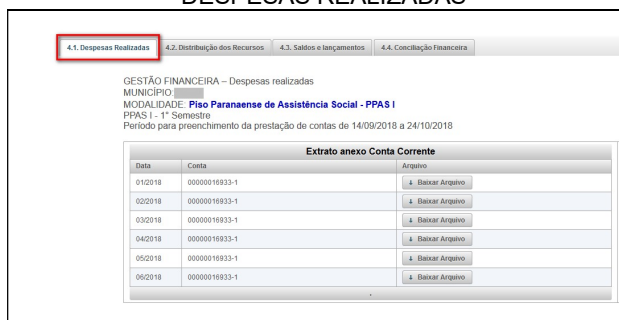 DESPESAS REALIZADAS
4.1. Despesas Realizadas 4.2. Distribuição dos Recursos 4.3. Saldos e lançamentos 4.4. Conciliação Financeira
GESTÃO FINANCEIRA – Despesas realizadas
MUNICÍPIO:
MODALIDADE: Piso Paranaense de Assistência Social - PPAS I
PPAS I - 1° Semestre
Período para preenchimento da prestação de contas de 14/09/2018 a 24/10/2018
Extrato anexo Conta Corrente
Data Conta Arquivo
01/2018 00000016933-1 Baixar Arquivo
02/2018 00000016933-1 Baixar Arquivo
03/2018 00000016933-1 Baixar Arquivo
04/2018 00000016933-1 Baixar Arquivo
05/2018 00000016933-1 Baixar Arquivo
06/2018 00000016933-1 Baixar Arquivo